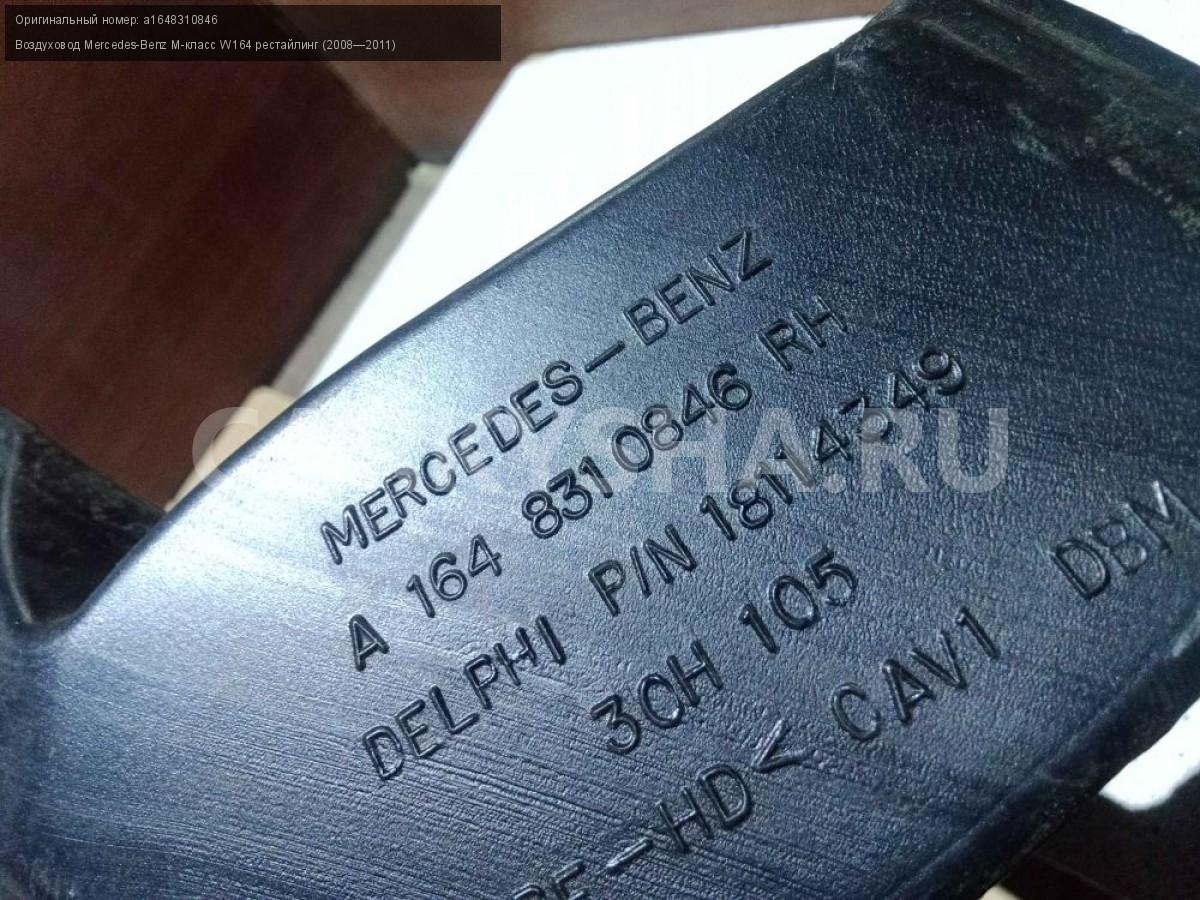 Оригинальный номер: a1648310846
Воздуховод Mercedes-Benz M-класс W164 рестайлинг (2008—2011)
MERCEDES-BENZ
A 164 831 0846 RH
DELPHI P/N 18114349
30H 105
-HD< CAV1 DBM